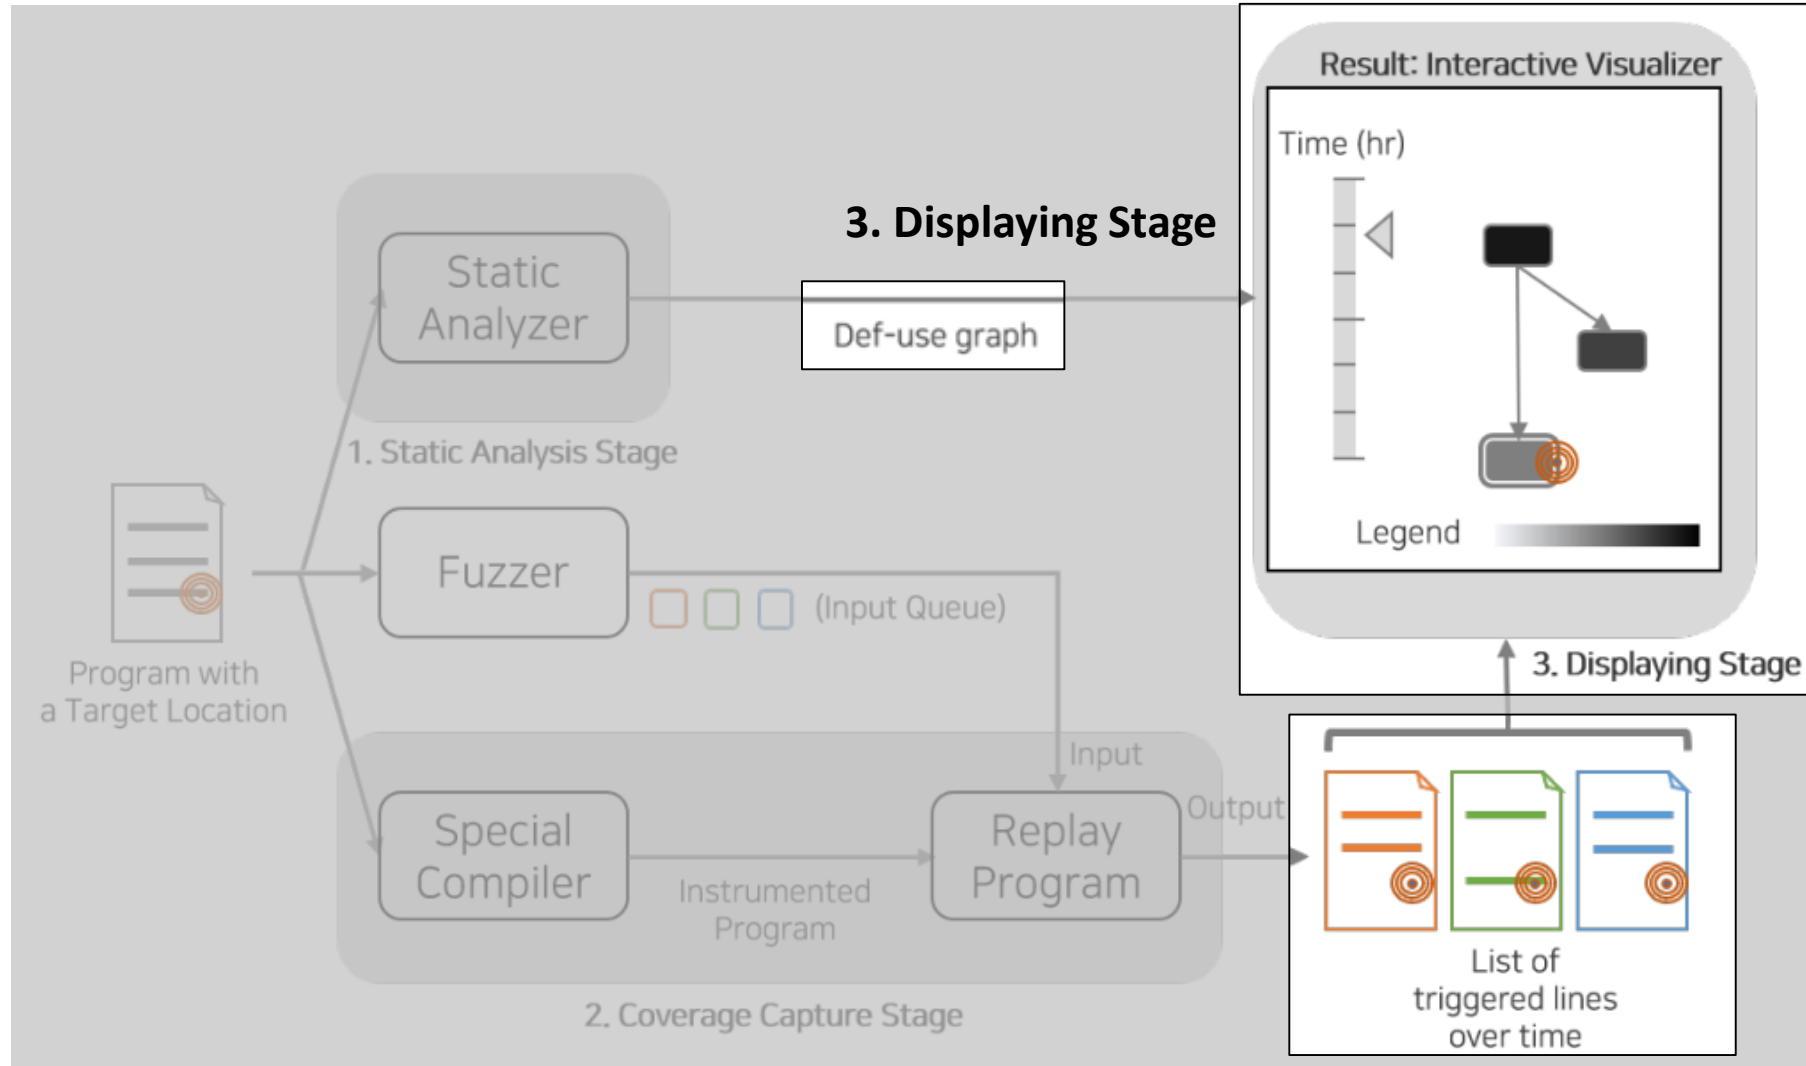 Result: Interactive Visualizer
Time (hr)
Legend
3. Displaying Stage
3. Displaying Stage
Static
Analyzer
Def-use graph
1. Static Analysis Stage
Program with
a Target Location
Fuzzer
(Input Queue)
Input
Special
Compiler
Instrumented
Program
Replay
Program
Output
2. Coverage Capture Stage
List of
triggered lines
over time